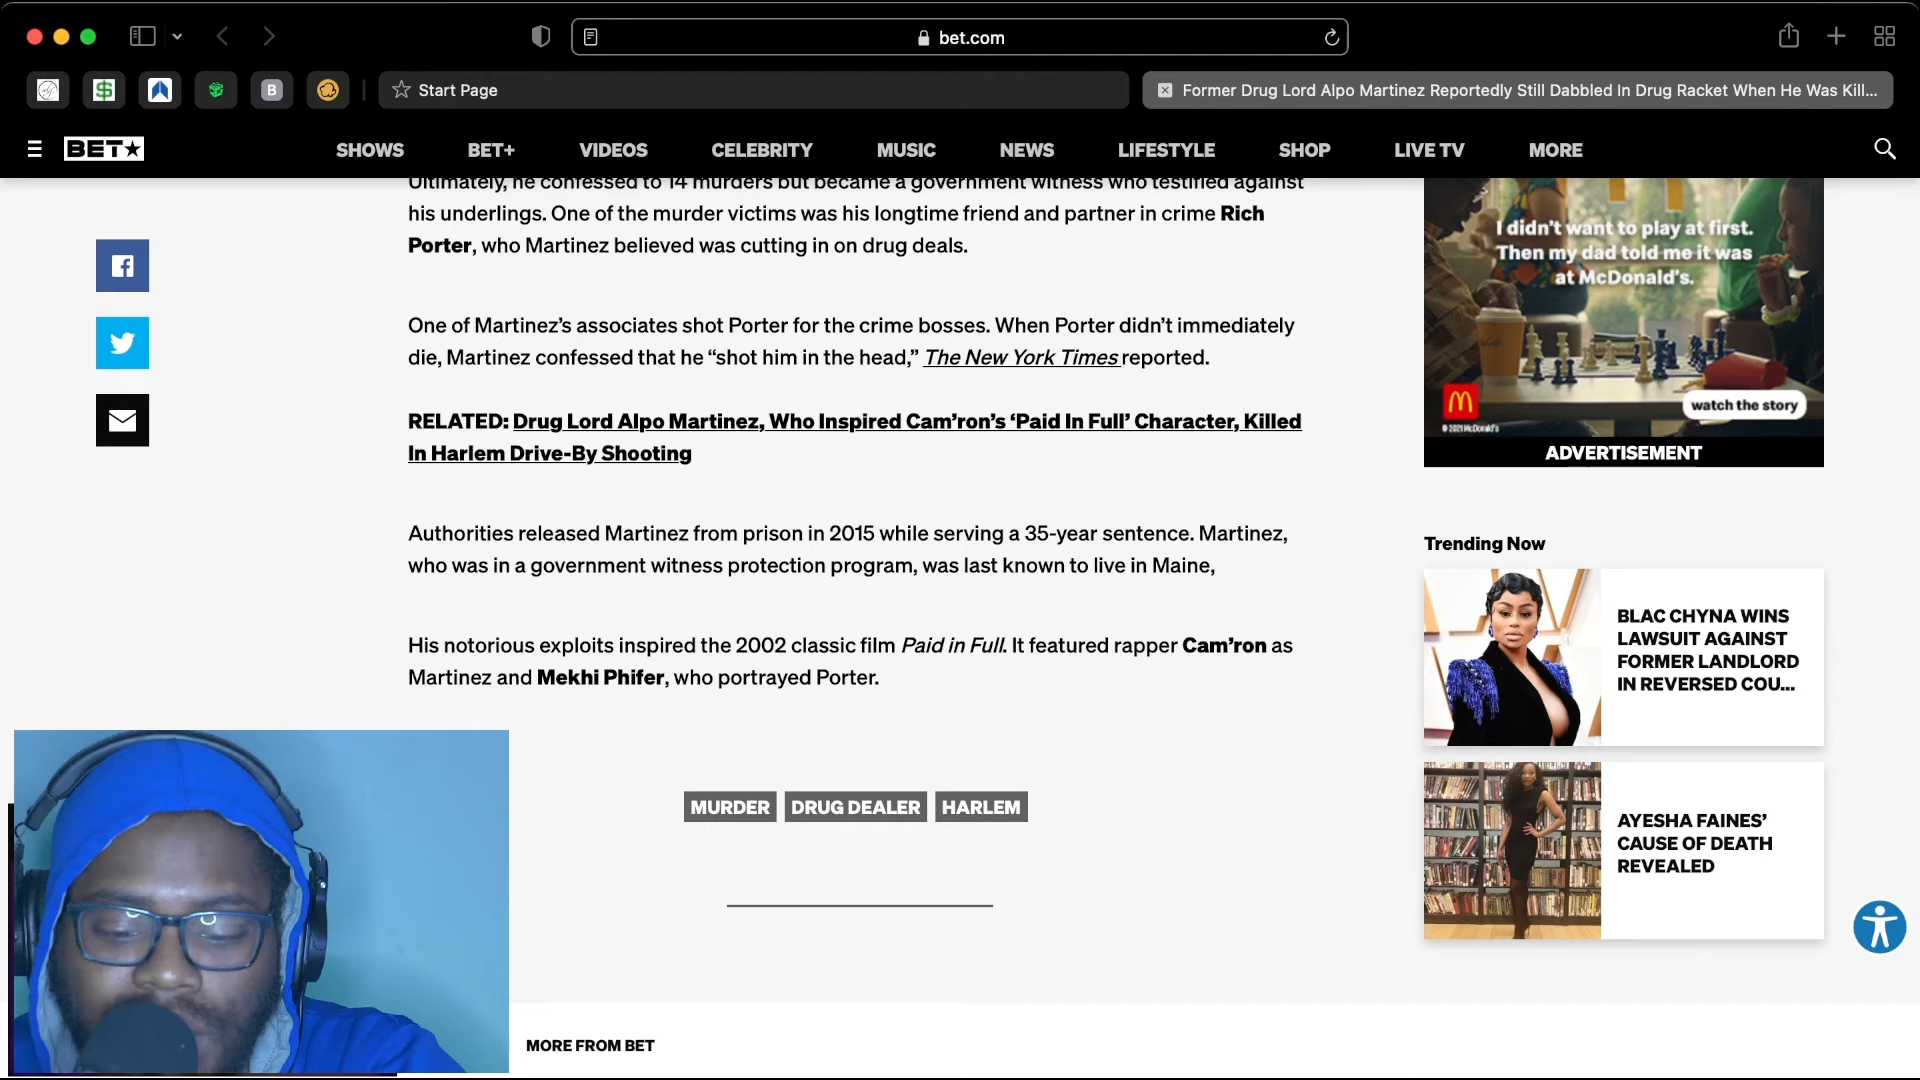 bet.com
Start Page
Former Drug Lord Alpo Martinez Reportedly Still Dabbled In Drug Racket When He Was Kill...
BET★
SHOWS
BET+
VIDEOS
CELEBRITY
MUSIC
NEWS
LIFESTYLE
SHOP
LIVE TV
MORE
Ultimately, he confessed to 14 murders but became a government witness who testified against
his underlings. One of the murder victims was his longtime friend and partner in crime Rich
Porter, who Martinez believed was cutting in on drug deals.
One of Martinez’s associates shot Porter for the crime bosses. When Porter didn’t immediately
die, Martinez confessed that he “shot him in the head,” The New York Times reported.
RELATED: Drug Lord Alpo Martinez, Who Inspired Cam’ron’s ‘Paid In Full’ Character, Killed
In Harlem Drive-By Shooting
Authorities released Martinez from prison in 2015 while serving a 35-year sentence. Martinez,
who was in a government witness protection program, was last known to live in Maine,
His notorious exploits inspired the 2002 classic film Paid in Full. It featured rapper Cam’ron as
Martinez and Mekhi Phifer, who portrayed Porter.
MURDER
DRUG DEALER
HARLEM
MORE FROM BET
I didn’t want to play at first.
Then my dad told me it was
at McDonald’s.
watch the story
© 2021 McDonald’s
ADVERTISEMENT
Trending Now
BLAC CHYNA WINS
LAWSUIT AGAINST
FORMER LANDLORD
IN REVERSED COU...
AYESHA FAINES’
CAUSE OF DEATH
REVEALED